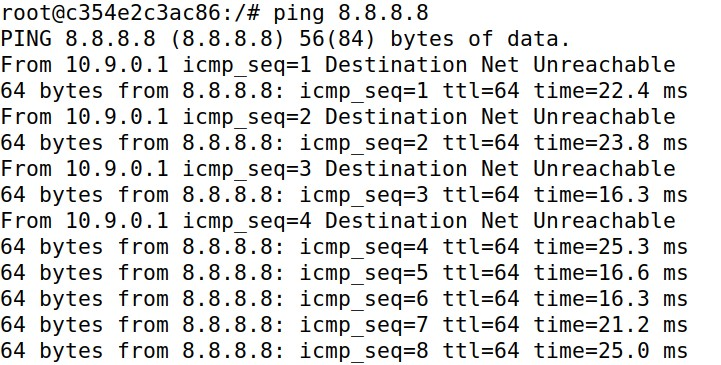 root@c354e2c3ac86:/# ping 8.8.8.8
PING 8.8.8.8 (8.8.8.8) 56(84) bytes of data.
From 10.9.0.1 icmp_seq=1 Destination Net Unreachable
64 bytes from 8.8.8.8: icmp_seq=1 ttl=64 time=22.4 ms
From 10.9.0.1 icmp_seq=2 Destination Net Unreachable
64 bytes from 8.8.8.8: icmp_seq=2 ttl=64 time=23.8 ms
From 10.9.0.1 icmp_seq=3 Destination Net Unreachable
64 bytes from 8.8.8.8: icmp_seq=3 ttl=64 time=16.3 ms
From 10.9.0.1 icmp_seq=4 Destination Net Unreachable
64 bytes from 8.8.8.8: icmp_seq=4 ttl=64 time=25.3 ms
64 bytes from 8.8.8.8: icmp_seq=5 ttl=64 time=16.6 ms
64 bytes from 8.8.8.8: icmp_seq=6 ttl=64 time=16.3 ms
64 bytes from 8.8.8.8: icmp_seq=7 ttl=64 time=21.2 ms
64 bytes from 8.8.8.8: icmp_seq=8 ttl=64 time=25.0 ms